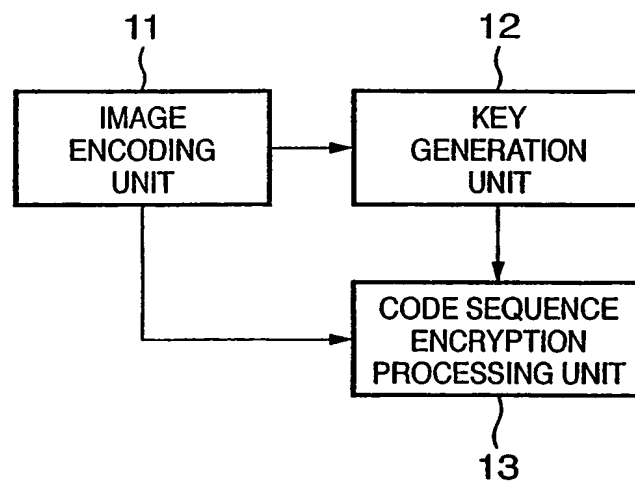 11
12
IMAGE
ENCODING
UNIT
KEY
GENERATION
UNIT
CODE SEQUENCE
ENCRYPTION
PROCESSING UNIT
13